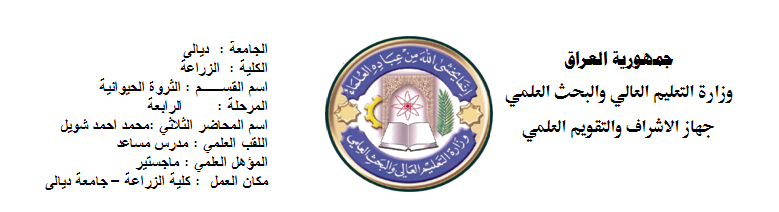 جمهورية العراق
وزارة التعليم العالي والبحث العلمي
جهاز الاشراف والتقويم العلمي
إنما يخشى الله من عباده العلماء
وزارة التعليم العالي والبحث العلمي
الجامعة : ديالى
الكلية : الزراعة
اسم القســـــم : الثروة الحيوانية
المرحلة : الرابعة
اسم المحاضر الثلاثي :محمد احمد شويل
اللقب العلمي : مدرس مساعد
المؤهل العلمي : ماجستير
مكان العمل : كلية الزراعة – جامعة ديالى